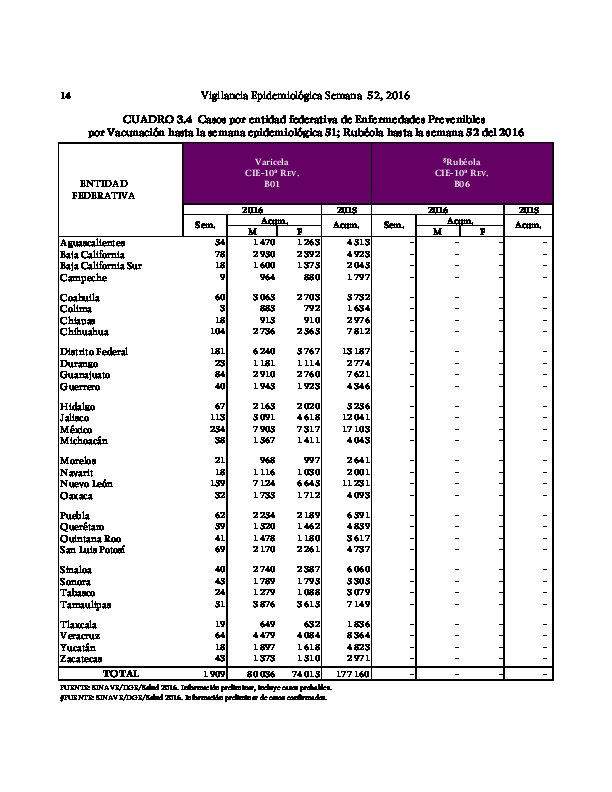 14 Vigilancia Epidemiológica Semana 52, 2016
CUADRO 3.4 Casos por entidad federativa de Enfermedades Prevenibles
por Vacunación hasta la semana epidemiológica 51; Rubéola hasta la semana 52 del 2016
ENTIDAD
FEDERATIVA
Varicela
CIE-10ª REV.
B01
§Rubéola
CIE-10ª REV.
B06
2016 2015 2016 2015
Sem. Acum. Acum. Sem. Acum. Acum.
M F M F
Aguascalientes 34 1 470 1 263 4 313 - - - -
Baja California 78 2 930 2 392 4 923 - - - -
Baja California Sur 18 1 600 1 373 2 043 - - - -
Campeche 9 964 880 1 797 - - - -
Coahuila 60 3 063 2 703 3 732 - - - -
Colima 3 883 792 1 634 - - - -
Chiapas 18 913 910 2 976 - - - -
Chihuahua 104 2 736 2 363 7 812 - - - -
Distrito Federal 181 6 240 5 767 13 187 - - - -
Durango 23 1 181 1 114 2 774 - - - -
Guanajuato 84 2 910 2 760 7 621 - - - -
Guerrero 40 1 943 1 923 4 346 - - - -
Hidalgo 67 2 163 2 020 5 236 - - - -
Jalisco 113 5 091 4 618 12 041 - - - -
México 234 7 903 7 317 17 103 - - - -
Michoacán 38 1 367 1 411 4 043 - - - -
Morelos 21 968 997 2 641 - - - -
Nayarit 18 1 116 1 030 2 001 - - - -
Nuevo León 139 7 124 6 643 11 231 - - - -
Oaxaca 32 1 733 1 712 4 093 - - - -
Puebla 62 2 234 2 189 6 391 - - - -
Querétaro 39 1 320 1 462 4 839 - - - -
Quintana Roo 41 1 478 1 180 3 617 - - - -
San Luis Potosí 69 2 170 2 261 4 737 - - - -
Sinaloa 40 2 740 2 387 6 060 - - - -
Sonora 43 1 789 1 793 3 303 - - - -
Tabasco 24 1 279 1 088 3 079 - - - -
Tamaulipas 51 3 876 3 613 7 149 - - - -
Tlaxcala 19 649 632 1 836 - - - -
Veracruz 64 4 479 4 084 8 364 - - - -
Yucatán 18 1 897 1 618 4 823 - - - -
Zacatecas 43 1 373 1 310 2 971 - - - -
TOTAL 1 909 80 036 74 013 177 160 - - - -
FUENTE: SINAVE/DGE/Salud 2016. Información preliminar, incluye casos probables.
§FUENTE: SINAVE/DGE/Salud 2016. Información preliminar de casos confirmados.